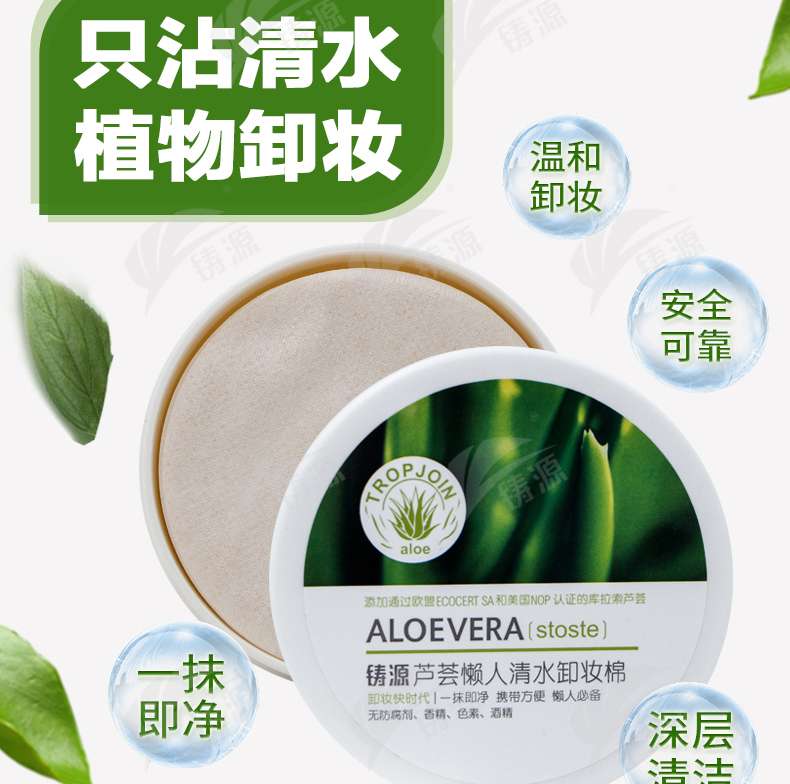 只沾清水
植物卸妆
温和
卸妆
安全
可靠
TROPJOIN
aloe
添加通过欧盟ECOCERT SA和美国NOP 认证的库拉索芦荟
ALOEVERA (stoste)
铸源 芦荟懒人清水卸妆棉
卸妆快时代 | 一抹即净 携带方便 懒人必备
无防腐剂、香精、色素、酒精
一抹
即净
深层
清洁
铸源